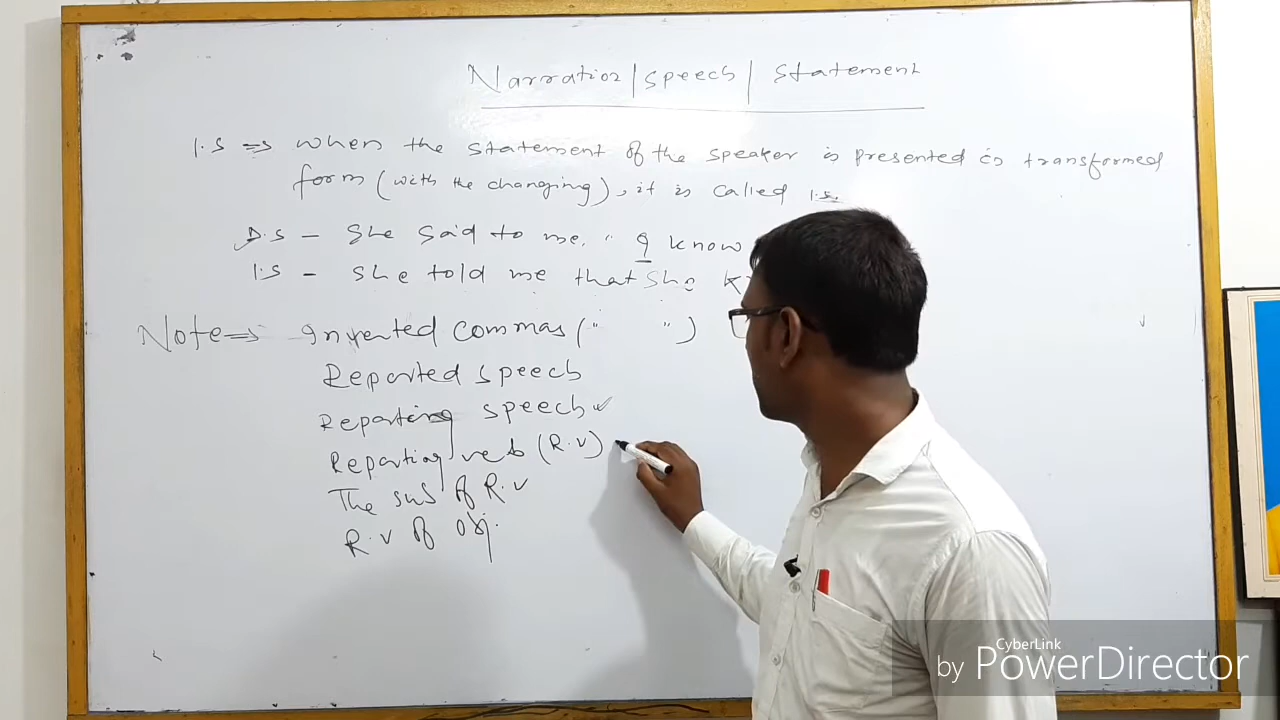 Narration/speech/statement
I.S ⇒ when the statement of the speaker is presented in transformed
form (with the changing), it is called I.S.
D.S - She said to me, " I know
I.S - She told me that she
Note ⇒ Inverted commas (" ")
Reported speech
Reporting speech ✓
Reporting verb (R.V)
The sub of R.V
R.V of obj.
CyberLink
by PowerDirector